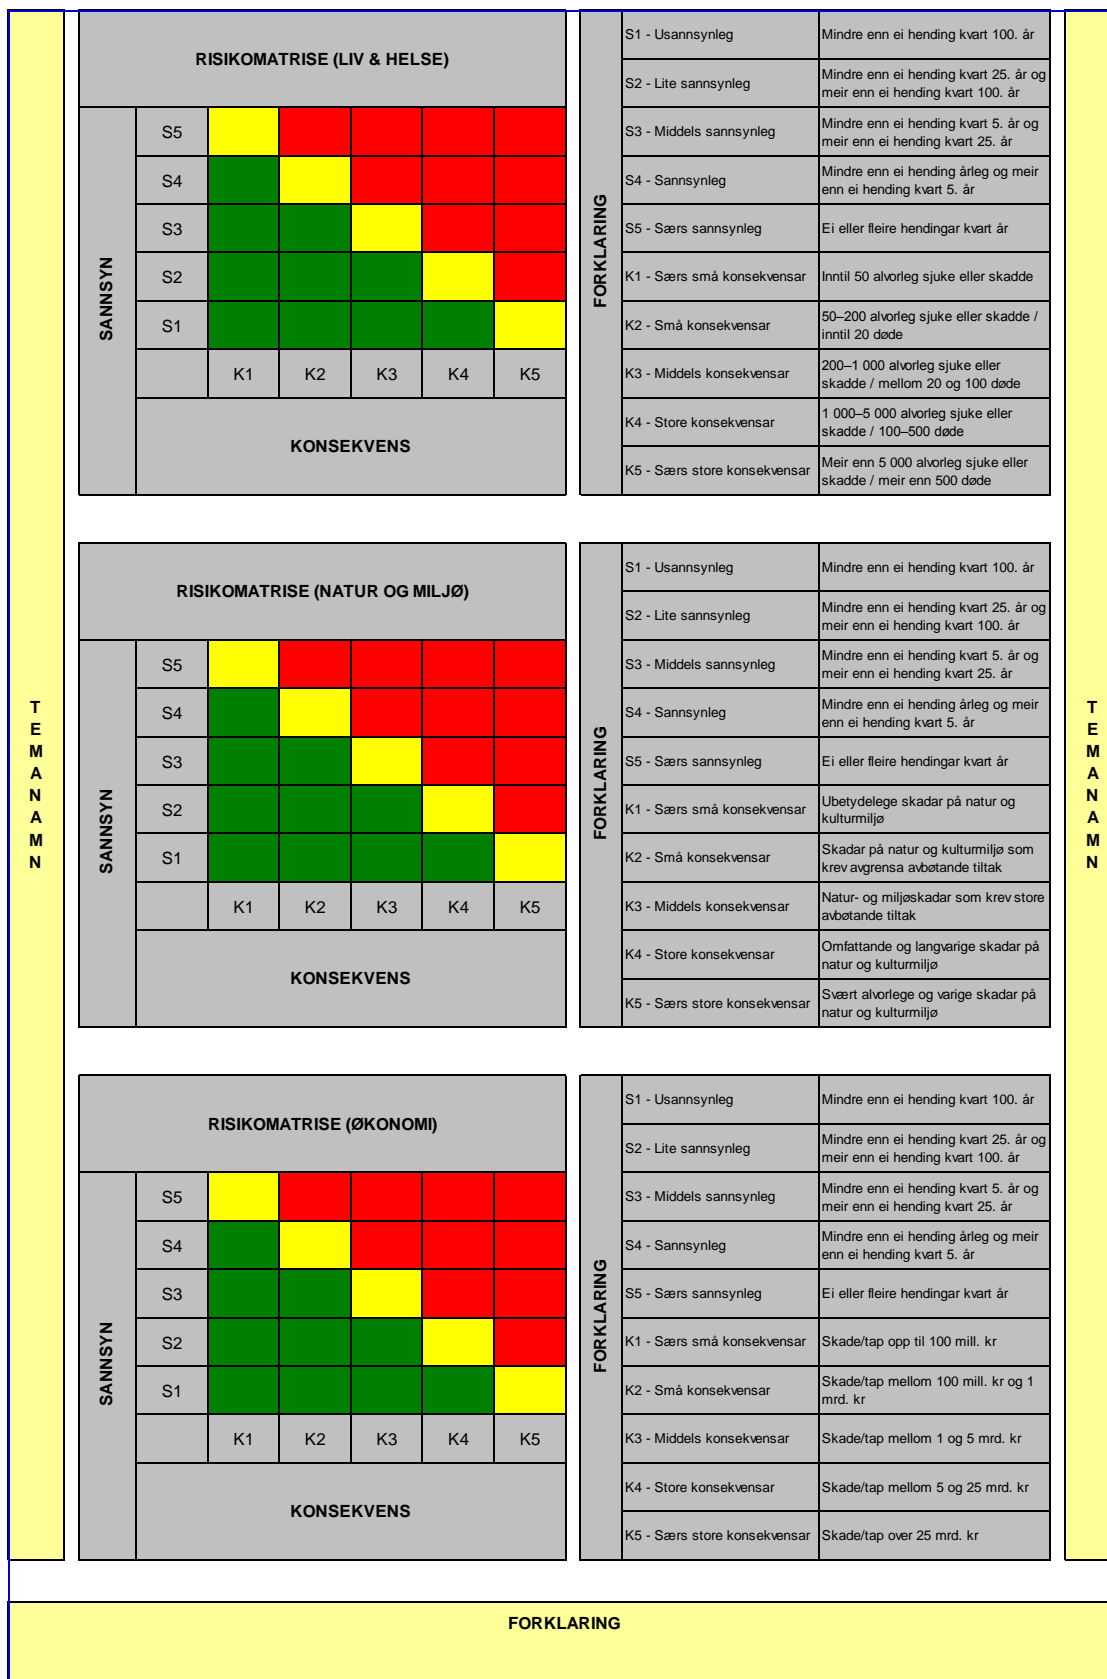 TEMANAMN
RISIKOMATRISE (LIV & HELSE)
SANNSYN
S5
S4
S3
S2
S1
K1 K2 K3 K4 K5
KONSEKVENS
FORKLARING
S1 - Usannsynleg
Mindre enn ei hending kvart 100. år
S2 - Lite sannsynleg
Mindre enn ei hending kvart 25. år og
meir enn ei hending kvart 100. år
S3 - Middels sannsynleg
Mindre enn ei hending kvart 5. år og
meir enn ei hending kvart 25. år
S4 - Sannsynleg
Mindre enn ei hending årleg og meir
enn ei hending kvart 5. år
S5 - Særs sannsynleg
Ei eller fleire hendingar kvart år
K1 - Særs små konsekvensar
Inntil 50 alvorleg sjuke eller skadde
K2 - Små konsekvensar
50–200 alvorleg sjuke eller skadde /
inntil 20 døde
K3 - Middels konsekvensar
200–1 000 alvorleg sjuke eller
skadde / mellom 20 og 100 døde
K4 - Store konsekvensar
1 000–5 000 alvorleg sjuke eller
skadde / 100–500 døde
K5 - Særs store konsekvensar
Meir enn 5 000 alvorleg sjuke eller
skadde / meir enn 500 døde
RISIKOMATRISE (NATUR OG MILJØ)
SANNSYN
S5
S4
S3
S2
S1
K1 K2 K3 K4 K5
KONSEKVENS
FORKLARING
S1 - Usannsynleg
Mindre enn ei hending kvart 100. år
S2 - Lite sannsynleg
Mindre enn ei hending kvart 25. år og
meir enn ei hending kvart 100. år
S3 - Middels sannsynleg
Mindre enn ei hending kvart 5. år og
meir enn ei hending kvart 25. år
S4 - Sannsynleg
Mindre enn ei hending årleg og meir
enn ei hending kvart 5. år
S5 - Særs sannsynleg
Ei eller fleire hendingar kvart år
K1 - Særs små konsekvensar
Ubetydelege skadar på natur og
kulturmiljø
K2 - Små konsekvensar
Skadar på natur og kulturmiljø som
krev avgrensa avbøtande tiltak
K3 - Middels konsekvensar
Natur- og miljøskadar som krev store
avbøtande tiltak
K4 - Store konsekvensar
Omfattande og langvarige skadar på
natur og kulturmiljø
K5 - Særs store konsekvensar
Svært alvorlege og varige skadar på
natur og kulturmiljø
RISIKOMATRISE (ØKONOMI)
SANNSYN
S5
S4
S3
S2
S1
K1 K2 K3 K4 K5
KONSEKVENS
FORKLARING
S1 - Usannsynleg
Mindre enn ei hending kvart 100. år
S2 - Lite sannsynleg
Mindre enn ei hending kvart 25. år og
meir enn ei hending kvart 100. år
S3 - Middels sannsynleg
Mindre enn ei hending kvart 5. år og
meir enn ei hending kvart 25. år
S4 - Sannsynleg
Mindre enn ei hending årleg og meir
enn ei hending kvart 5. år
S5 - Særs sannsynleg
Ei eller fleire hendingar kvart år
K1 - Særs små konsekvensar
Skade/tap opp til 100 mill. kr
K2 - Små konsekvensar
Skade/tap mellom 100 mill. kr og 1
mrd. kr
K3 - Middels konsekvensar
Skade/tap mellom 1 og 5 mrd. kr
K4 - Store konsekvensar
Skade/tap mellom 5 og 25 mrd. kr
K5 - Særs store konsekvensar
Skade/tap over 25 mrd. kr
TEMANAMN
FORKLARING